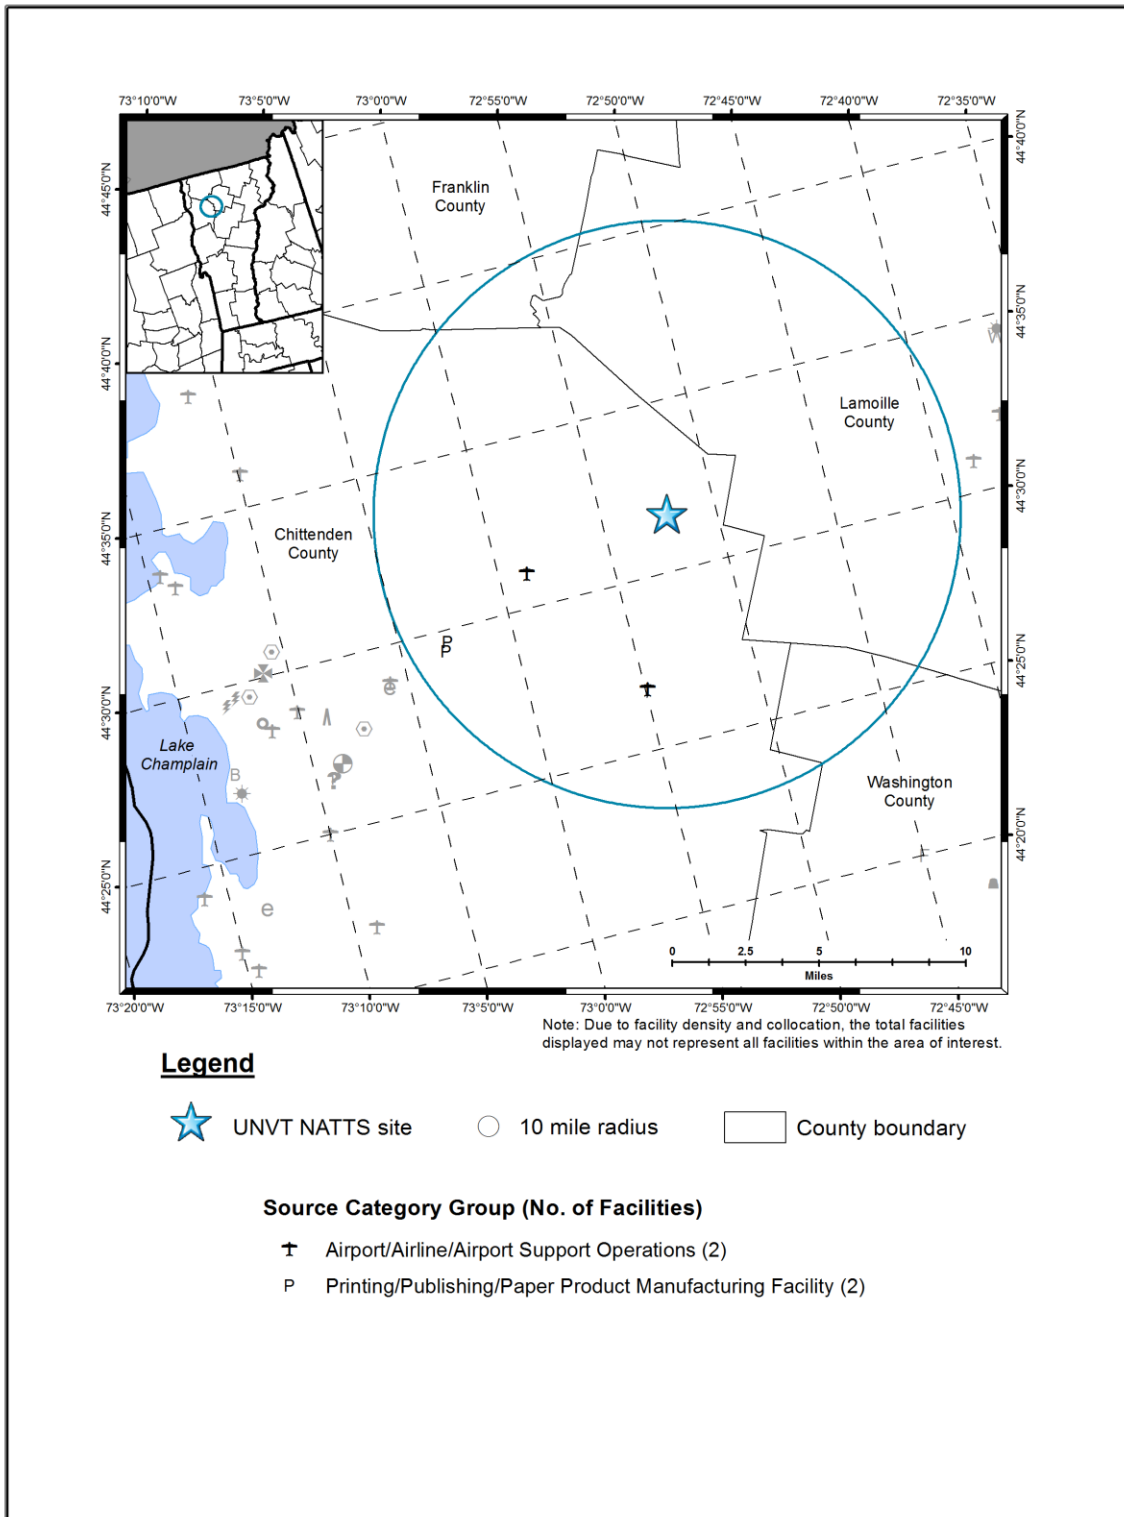 73°10'0"W 73°5'0"W 73°0'0"W 72°55'0"W 72°50'0"W 72°45'0"W 72°40'0"W 72°35'0"W
44°40'0"N
44°45'0"N
Franklin
County
44°35'0"N
44°40'0"N
Lamoille
County
44°30'0"N
44°35'0"N
Chittenden
County
P
P
44°25'0"N
e
44°30'0"N
Lake
Champlain
B
?
Washington
County
44°20'0"N
44°25'0"N
e
0 2.5 5 10
Miles
73°20'0"W 73°15'0"W 73°10'0"W 73°5'0"W 73°0'0"W 72°55'0"W 72°50'0"W 72°45'0"W
Note: Due to facility density and collocation, the total facilities
displayed may not represent all facilities within the area of interest.
Legend
UNVT NATTS site 10 mile radius County boundary
Source Category Group (No. of Facilities)
Airport/Airline/Airport Support Operations (2)
P Printing/Publishing/Paper Product Manufacturing Facility (2)